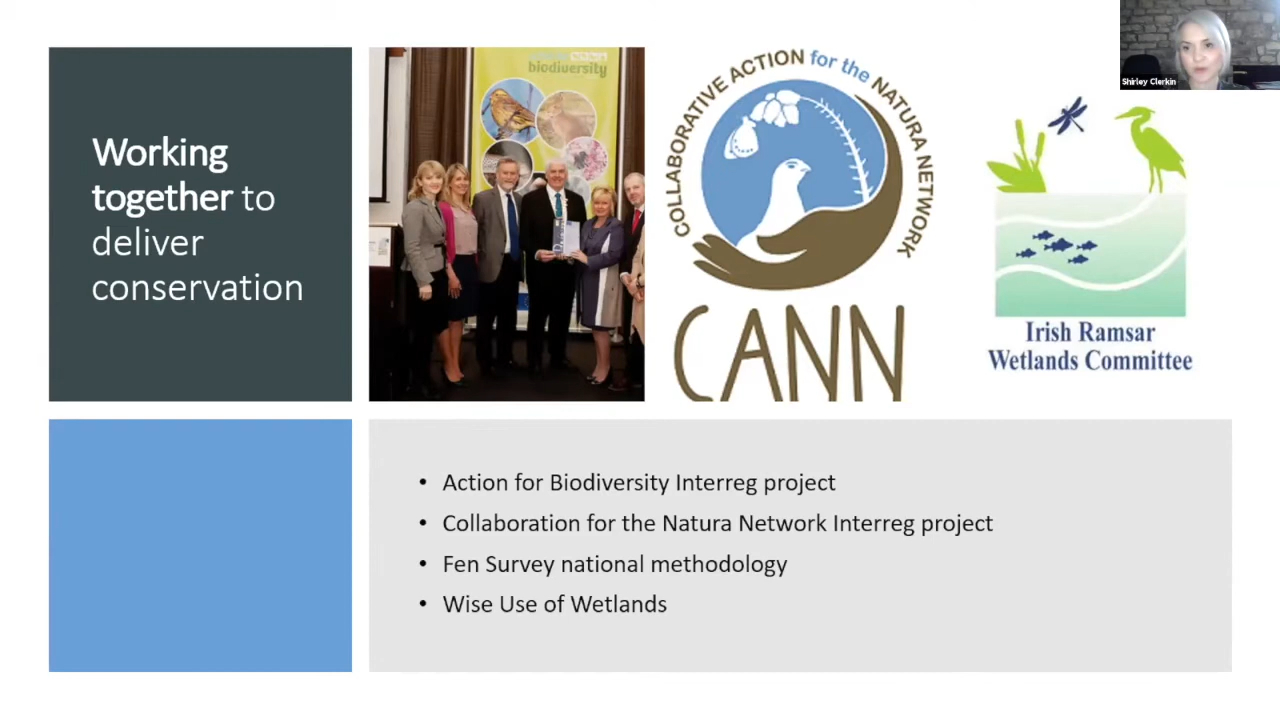 Shirley Clerkin
Working
together to
deliver
conservation
biodiversity
COLLABORATIVE ACTION for the NATURA NETWORK
CANN
Irish Ramsar
Wetlands Committee
• Action for Biodiversity Interreg project
• Collaboration for the Natura Network Interreg project
• Fen Survey national methodology
• Wise Use of Wetlands